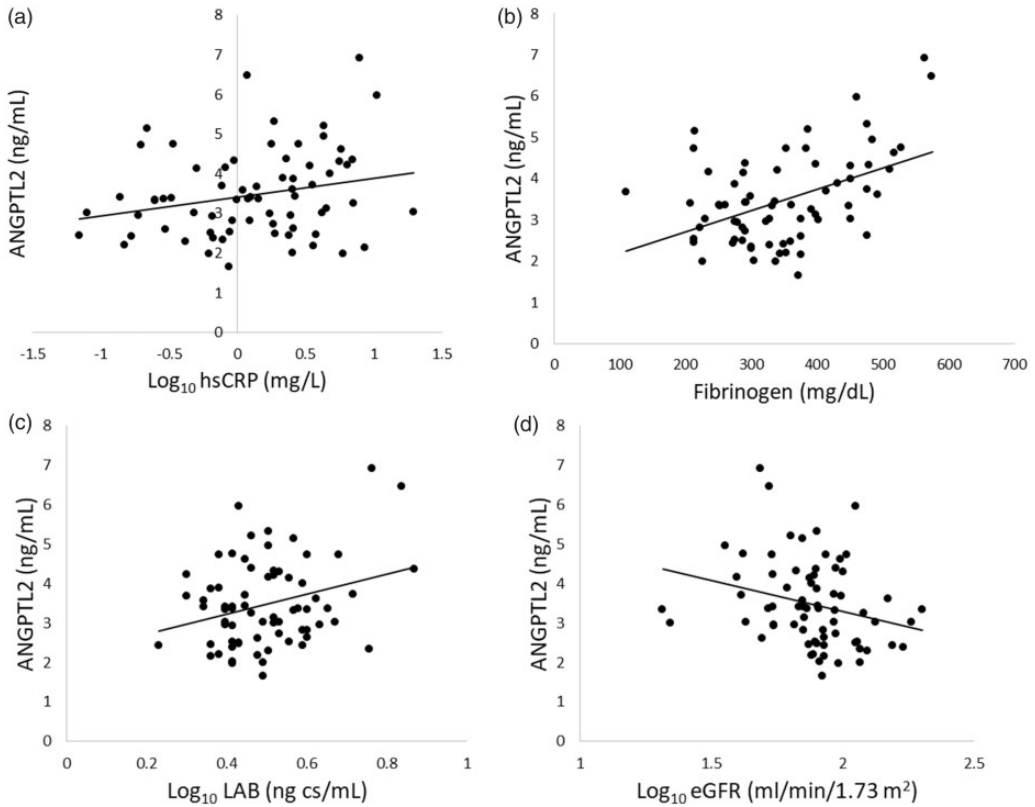 (a)
ANGPTL2 (ng/mL)
8
7
6
5
4
3
2
1
0
-1.5 -1 -0.5 0 0.5 1 1.5
Log₁₀ hsCRP (mg/L)
(b)
ANGPTL2 (ng/mL)
8
7
6
5
4
3
2
1
0
0 100 200 300 400 500 600 700
Fibrinogen (mg/dL)
(c)
ANGPTL2 (ng/mL)
8
7
6
5
4
3
2
1
0
0 0.2 0.4 0.6 0.8 1
Log₁₀ LAB (ng cs/mL)
(d)
ANGPTL2 (ng/mL)
8
7
6
5
4
3
2
1
0
1 1.5 2 2.5
Log₁₀ eGFR (ml/min/1.73 m²)